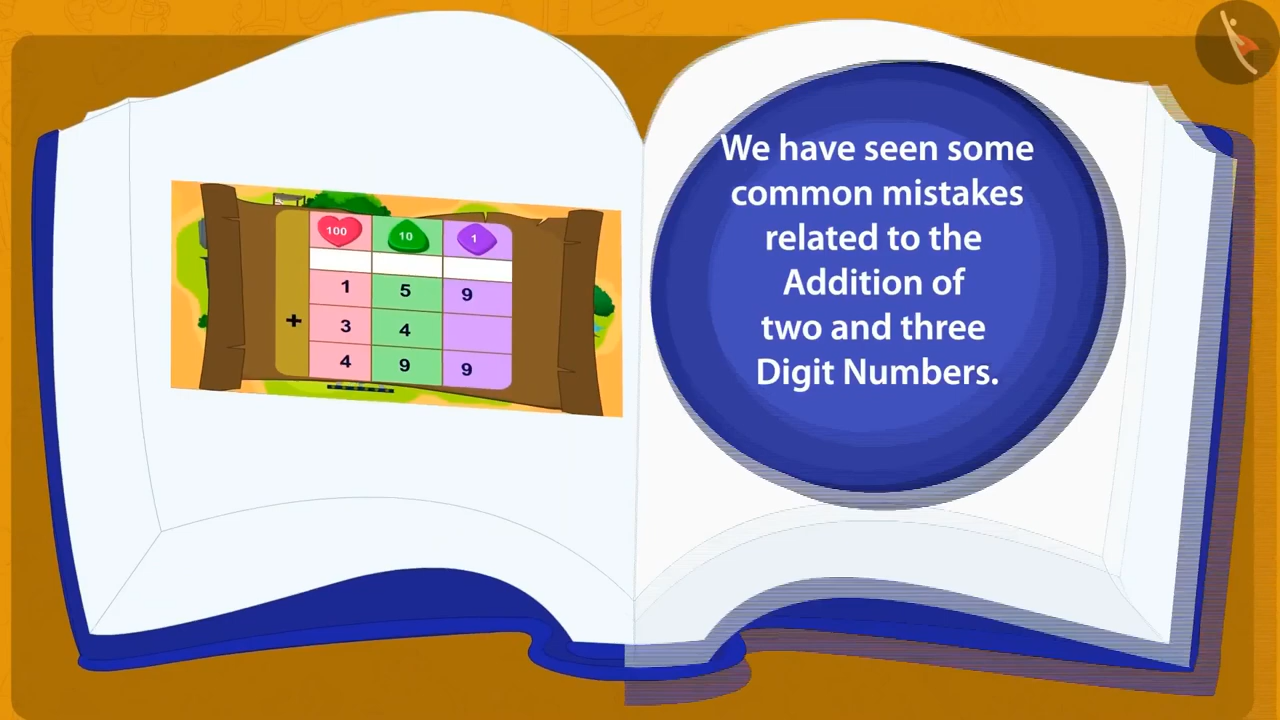 100 10 1
1 5 9
+ 3 4
4 9 9
We have seen some
common mistakes
related to the
Addition of
two and three
Digit Numbers.